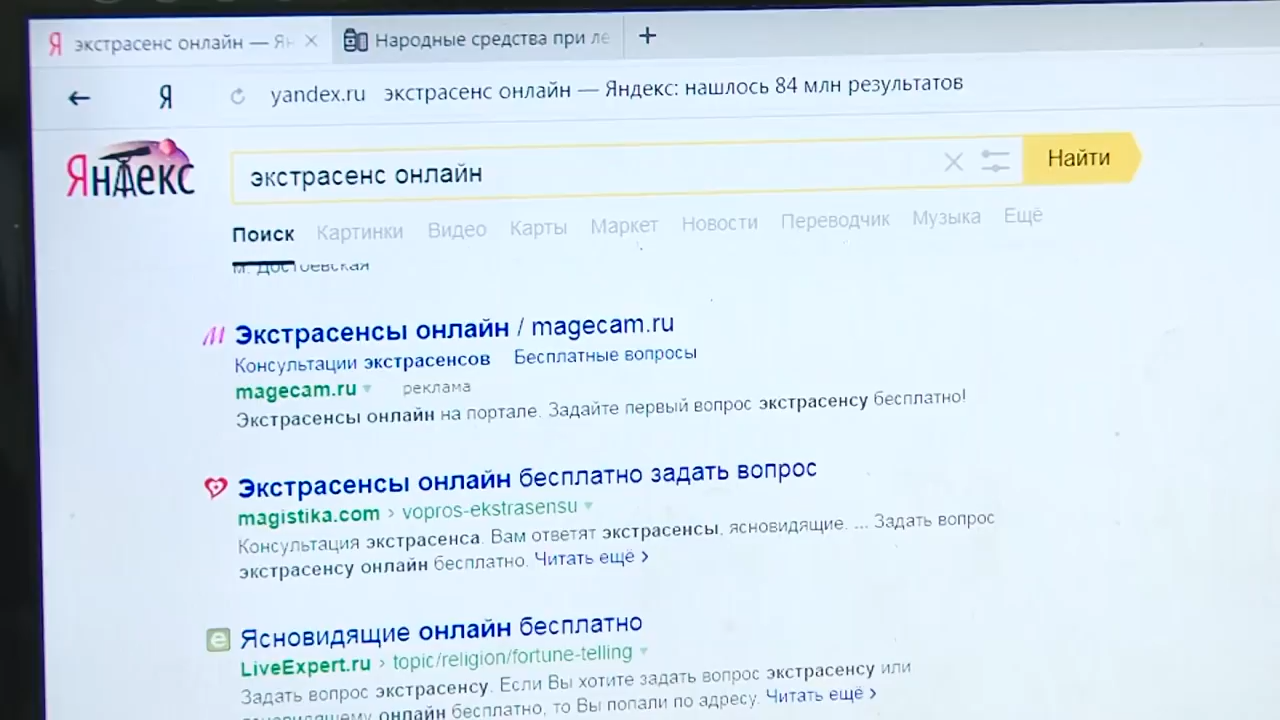 Я экстрасенс онлайн — Ян
Народные средства при ле
Я yandex.ru экстрасенс онлайн — Яндекс: нашлось 84 млн результатов
Яндекс
экстрасенс онлайн
Найти
Поиск Картинки Видео Карты Маркет Новости Переводчик Музыка Ещё
м. Достоевская
Экстрасенсы онлайн / magecam.ru
Консультации экстрасенсов Бесплатные вопросы
magecam.ru реклама
Экстрасенсы онлайн на портале. Задайте первый вопрос экстрасенсу бесплатно!
Экстрасенсы онлайн бесплатно задать вопрос
magistika.com › vopros-ekstrasensu
Консультация экстрасенса. Вам ответят экстрасенсы, ясновидящие. ... Задать вопрос
экстрасенсу онлайн бесплатно. Читать ещё ›
Ясновидящие онлайн бесплатно
LiveExpert.ru › topic/religion/fortune-telling
Задать вопрос экстрасенсу. Если Вы хотите задать вопрос экстрасенсу или
ясновидящему онлайн бесплатно, то Вы попали по адресу. Читать ещё ›